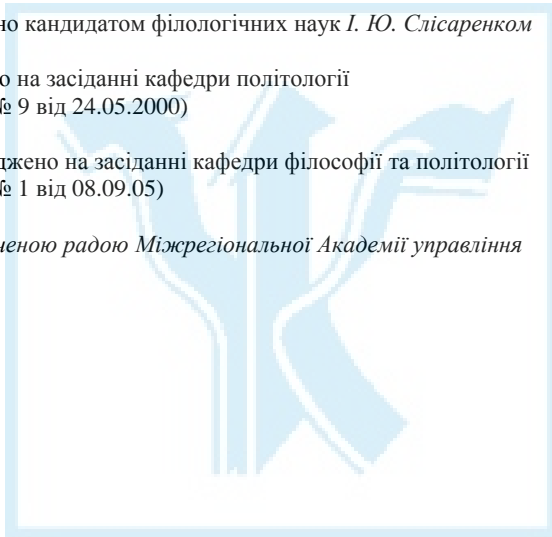 но кандидатом філологічних наук І. Ю. Слісаренком
о на засіданні кафедри політології
№ 9 від 24.05.2000)
джено на засіданні кафедри філософії та політології
№ 1 від 08.09.05)
ченою радою Міжрегіональної Академії управління